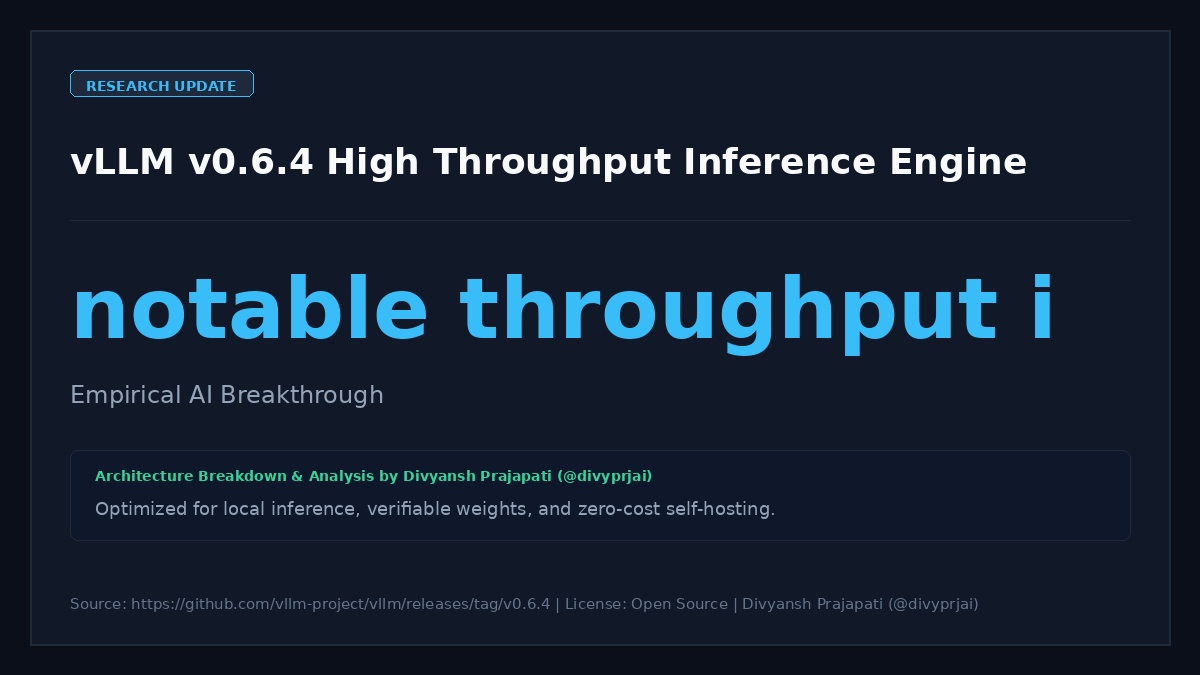 RESEARCH UPDATE
vLLM v0.6.4 High Throughput Inference Engine
notable throughput i
Empirical AI Breakthrough
Architecture Breakdown & Analysis by Divyansh Prajapati (@divyprjai)
Optimized for local inference, verifiable weights, and zero-cost self-hosting.
Source: https://github.com/vllm-project/vllm/releases/tag/v0.6.4 | License: Open Source | Divyansh Prajapati (@divyprjai)